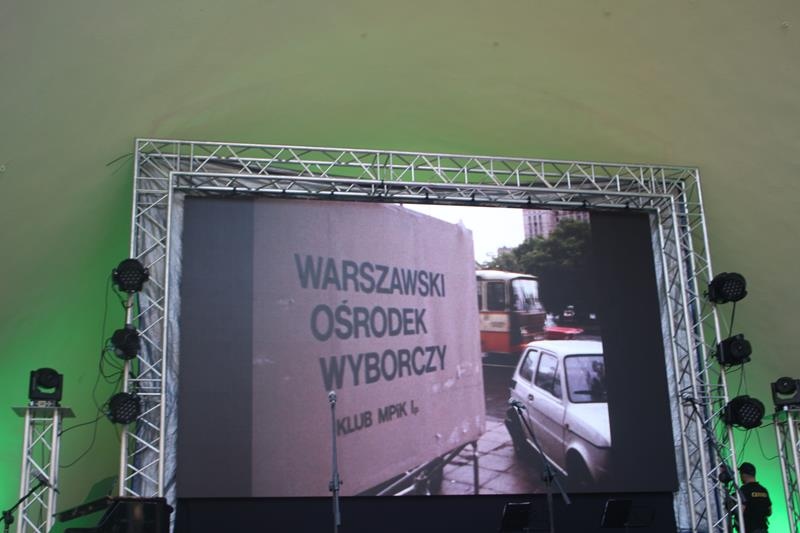 WARSZAWSKI
OŚRODEK
WYBORCZY
KLUB MPiK I p.